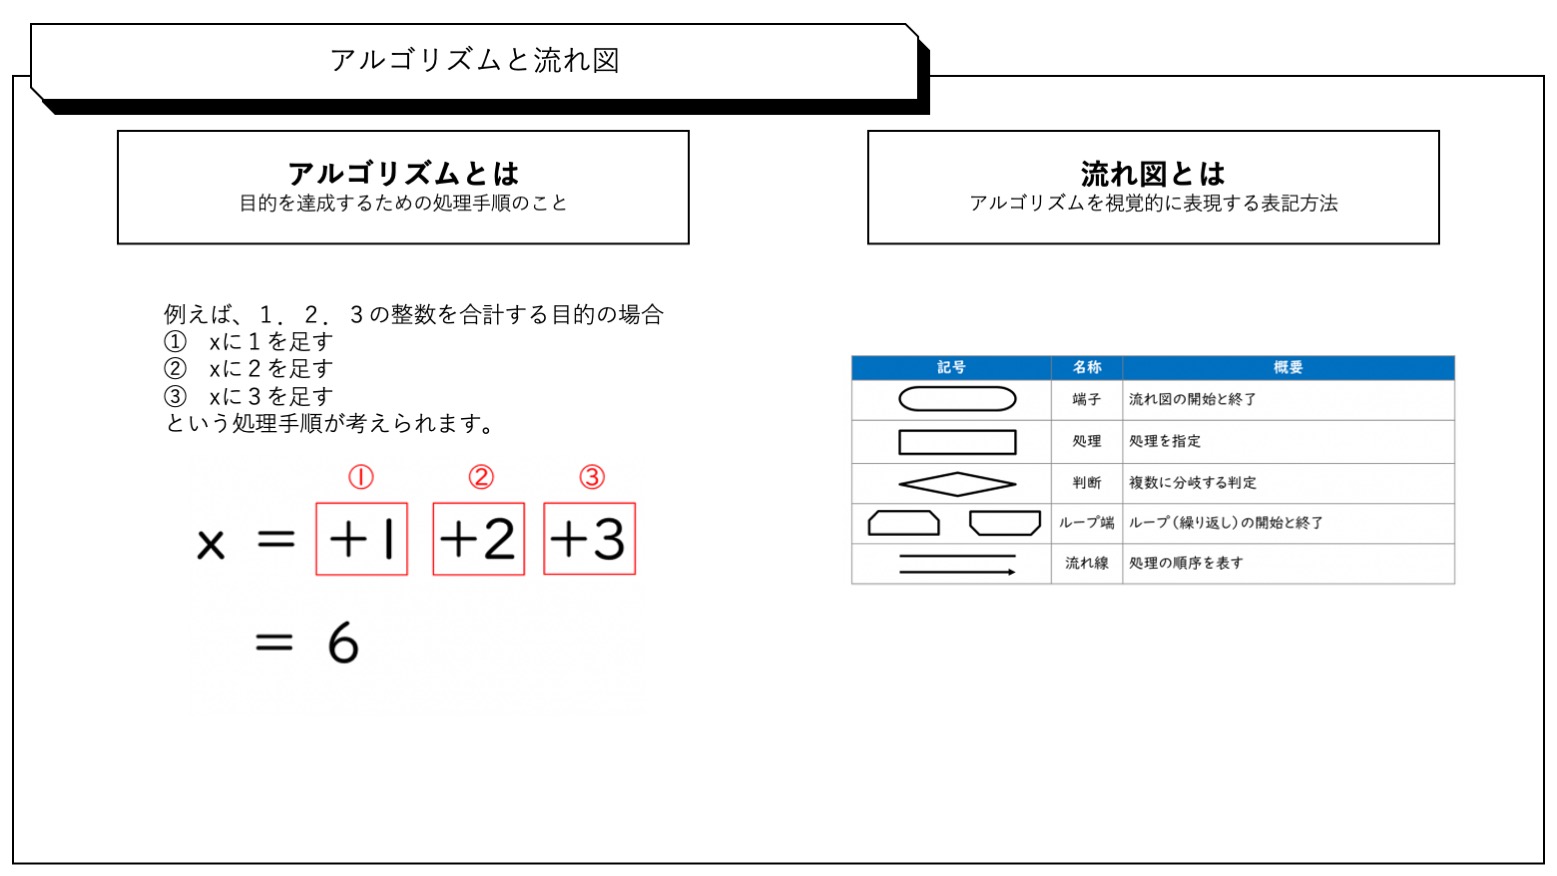 アルゴリズムと流れ図
アルゴリズムとは
目的を達成するための処理手順のこと
例えば、１．２．３の整数を合計する目的の場合
①　xに１を足す
②　xに２を足す
③　xに３を足す
という処理手順が考えられます。
① ② ③
x = +1 +2 +3
= 6
流れ図とは
アルゴリズムを視覚的に表現する表記方法
記号 名称 概要
端子 流れ図の開始と終了
処理 処理を指定
判断 複数に分岐する判定
ループ端 ループ（繰り返し）の開始と終了
流れ線 処理の順序を表す